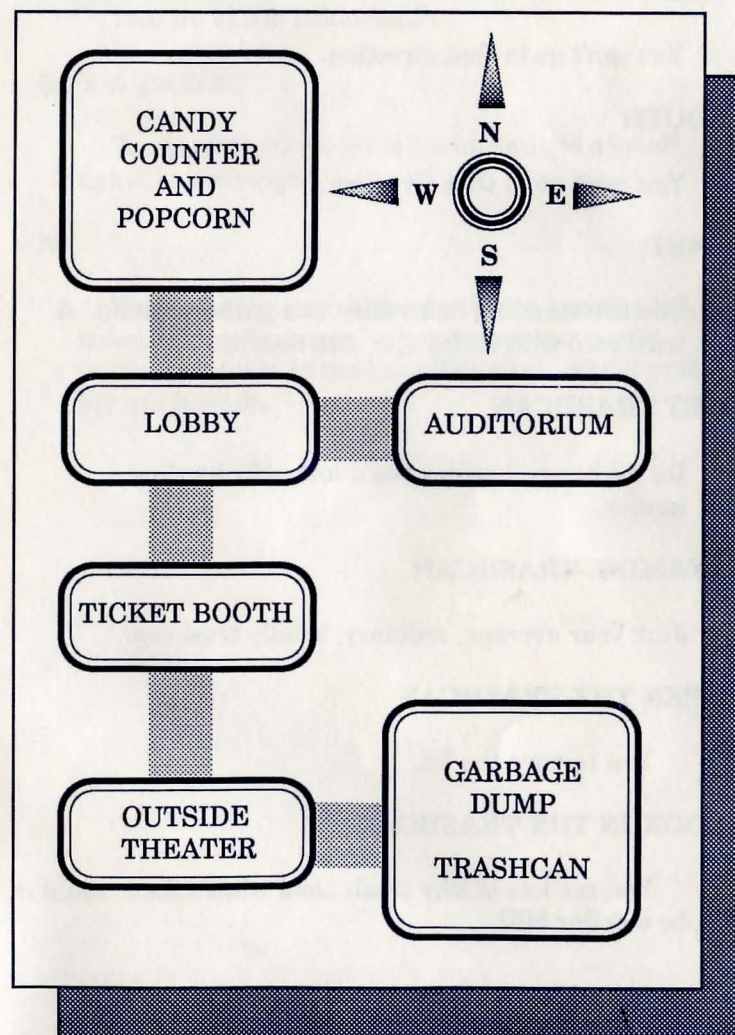 CANDY
COUNTER
AND
POPCORN
N
W
E
S
LOBBY
AUDITORIUM
TICKET BOOTH
OUTSIDE
THEATER
GARBAGE
DUMP
TRASHCAN